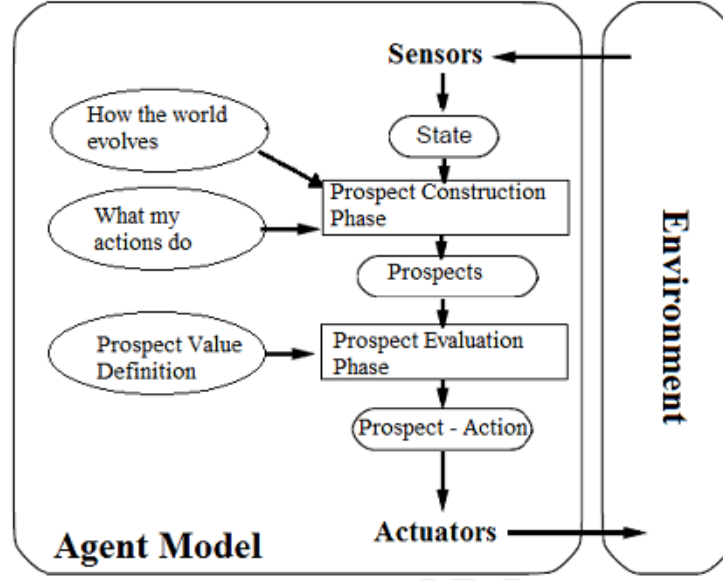 Sensors
How the world
evolves
State
Prospect Construction
Phase
What my
actions do
Prospects
Prospect Value
Definition
Prospect Evaluation
Phase
Prospect - Action
Actuators
Agent Model
Environment